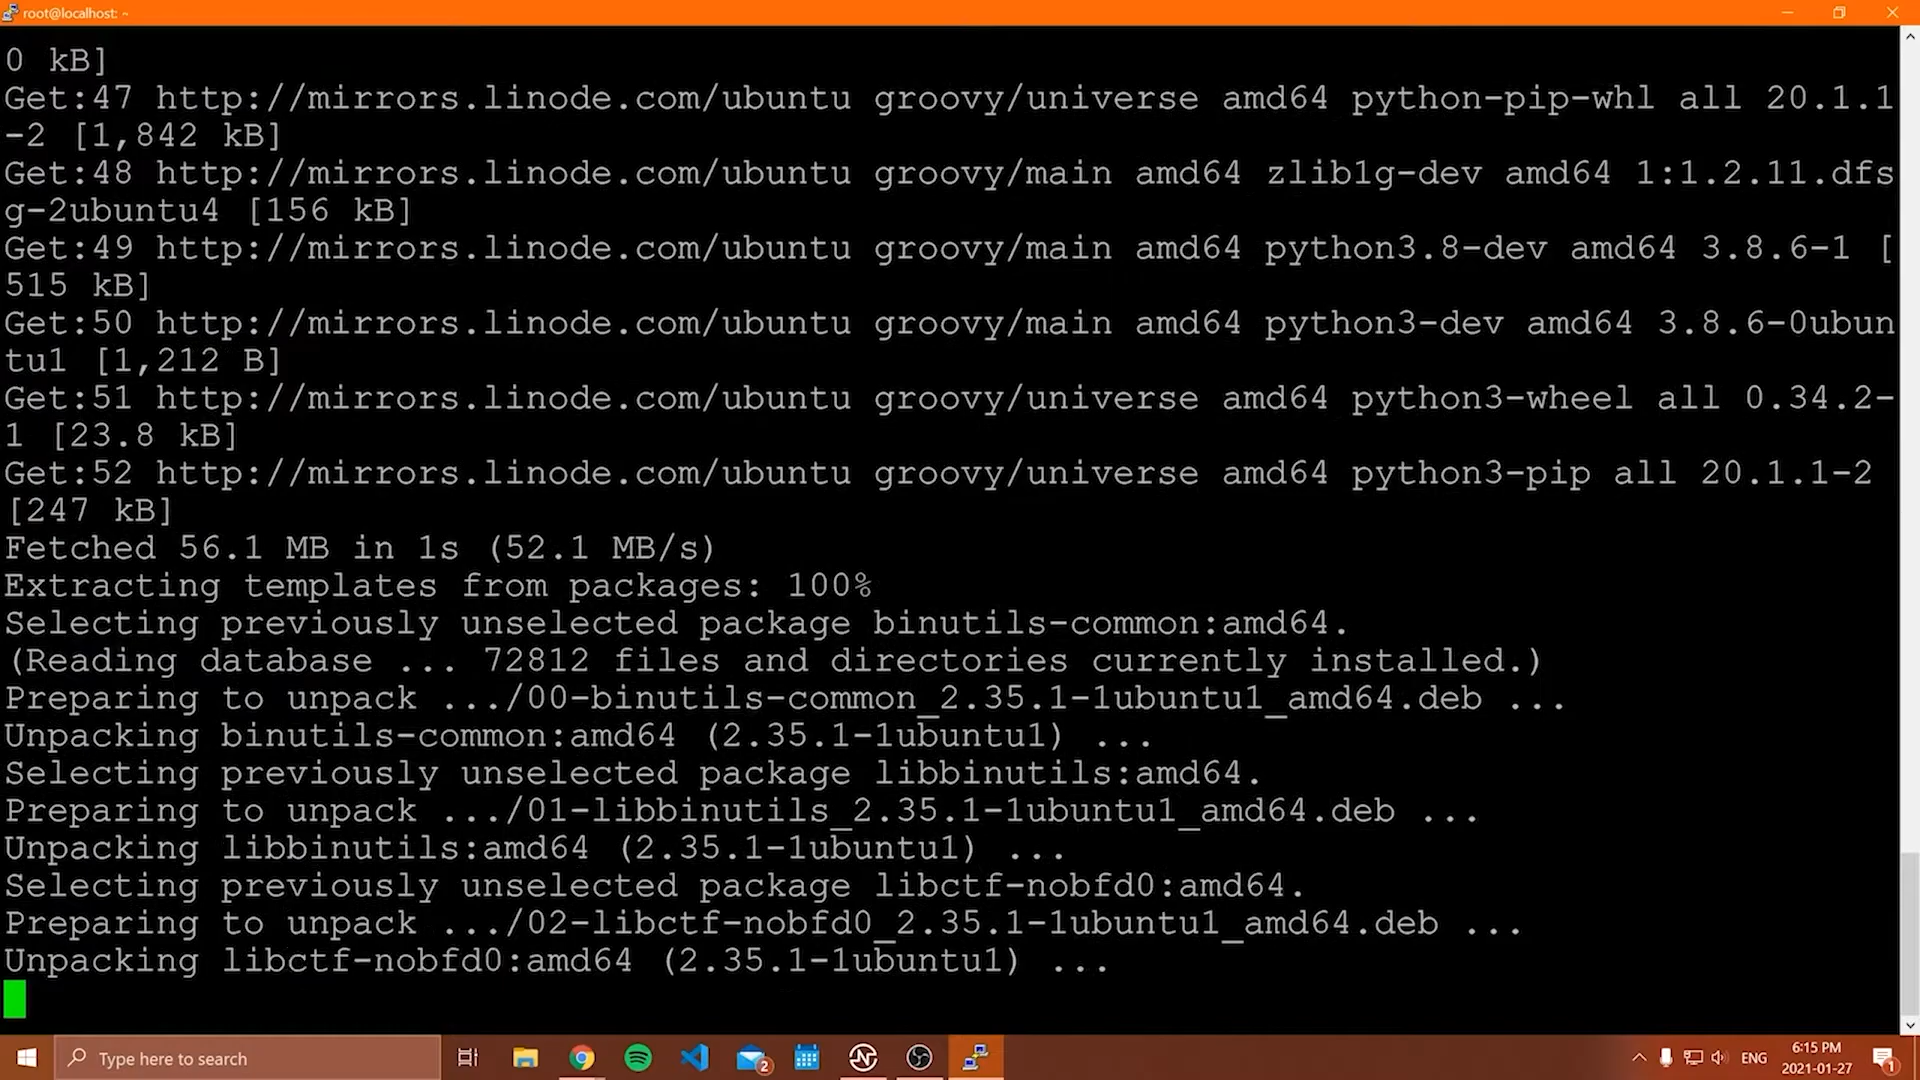 root@localhost: ~
0 kB]
Get:47 http://mirrors.linode.com/ubuntu groovy/universe amd64 python-pip-whl all 20.1.1
-2 [1,842 kB]
Get:48 http://mirrors.linode.com/ubuntu groovy/main amd64 zlib1g-dev amd64 1:1.2.11.dfs
g-2ubuntu4 [156 kB]
Get:49 http://mirrors.linode.com/ubuntu groovy/main amd64 python3.8-dev amd64 3.8.6-1 [
515 kB]
Get:50 http://mirrors.linode.com/ubuntu groovy/main amd64 python3-dev amd64 3.8.6-0ubun
tu1 [1,212 B]
Get:51 http://mirrors.linode.com/ubuntu groovy/universe amd64 python3-wheel all 0.34.2-
1 [23.8 kB]
Get:52 http://mirrors.linode.com/ubuntu groovy/universe amd64 python3-pip all 20.1.1-2
[247 kB]
Fetched 56.1 MB in 1s (52.1 MB/s)
Extracting templates from packages: 100%
Selecting previously unselected package binutils-common:amd64.
(Reading database ... 72812 files and directories currently installed.)
Preparing to unpack .../00-binutils-common_2.35.1-1ubuntu1_amd64.deb ...
Unpacking binutils-common:amd64 (2.35.1-1ubuntu1) ...
Selecting previously unselected package libbinutils:amd64.
Preparing to unpack .../01-libbinutils_2.35.1-1ubuntu1_amd64.deb ...
Unpacking libbinutils:amd64 (2.35.1-1ubuntu1) ...
Selecting previously unselected package libctf-nobfd0:amd64.
Preparing to unpack .../02-libctf-nobfd0_2.35.1-1ubuntu1_amd64.deb ...
Unpacking libctf-nobfd0:amd64 (2.35.1-1ubuntu1) ...
Type here to search
2
ENG
6:15 PM
2021-01-27
1